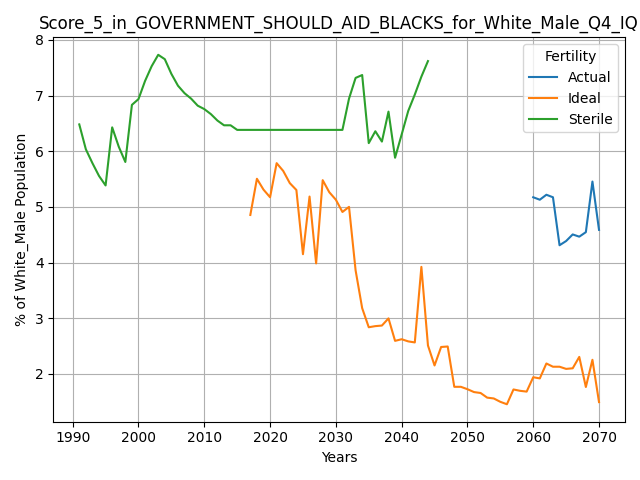 Score_5_in_GOVERNMENT_SHOULD_AID_BLACKS_for_White_Male_Q4_IQ
Fertility
Actual
Ideal
Sterile
% of White_Male Population
8
7
6
5
4
3
2
1990 2000 2010 2020 2030 2040 2050 2060 2070
Years